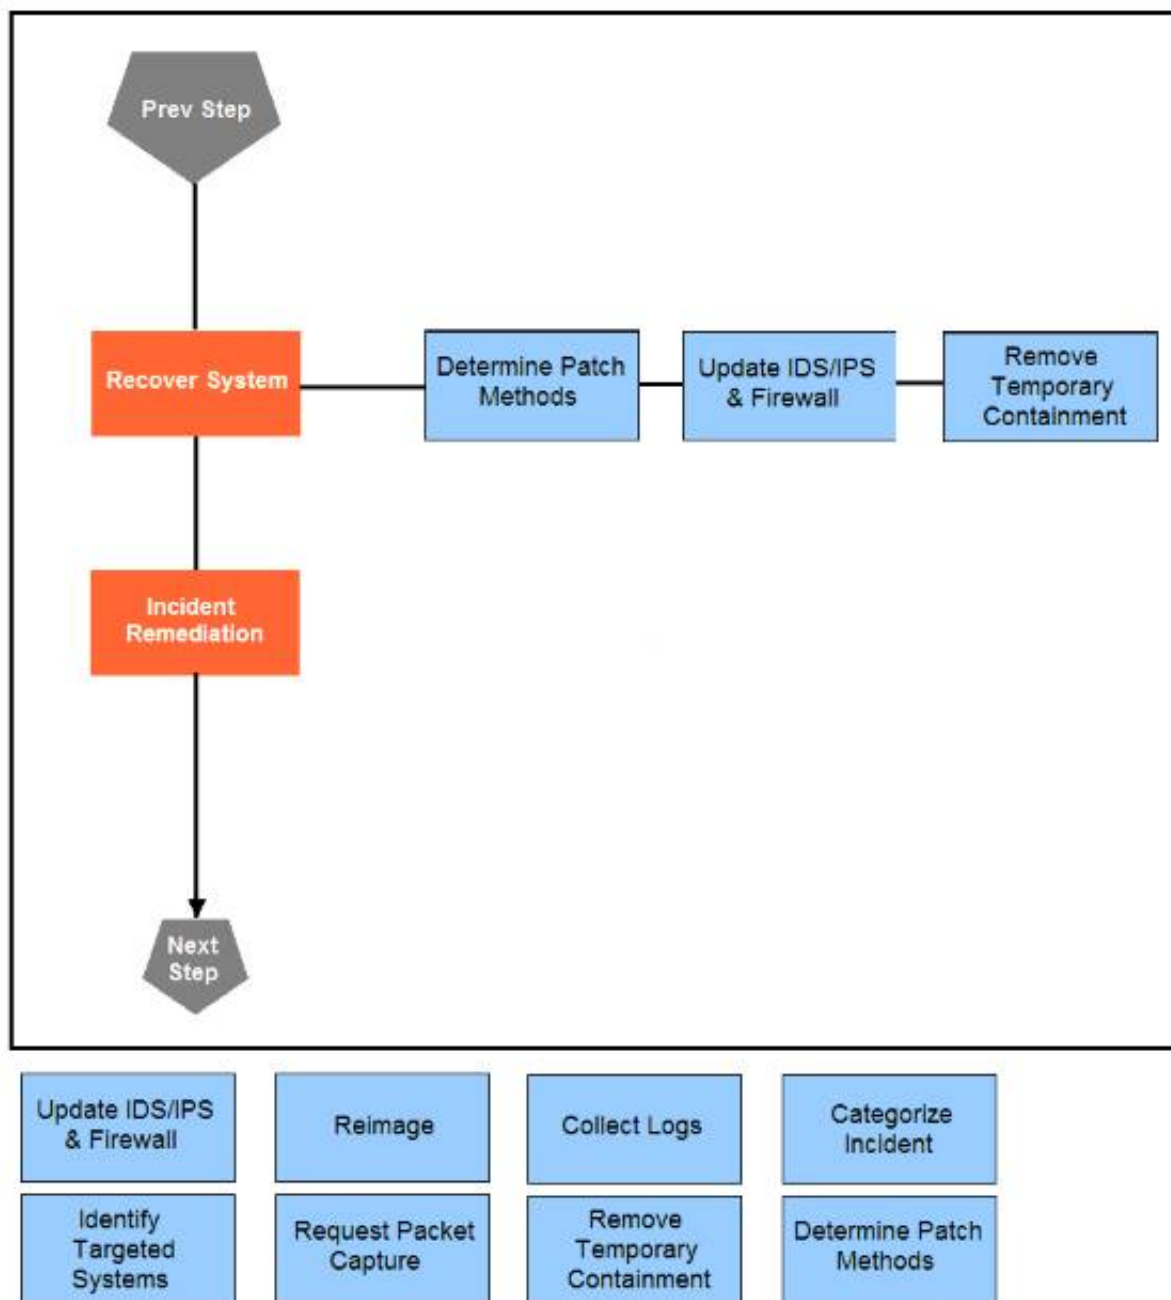 Prev Step
Recover System
Determine Patch
Methods
Update IDS/IPS
& Firewall
Remove
Temporary
Containment
Incident
Remediation
Next
Step
Update IDS/IPS
& Firewall
Reimage
Collect Logs
Categorize
Incident
Identify
Targeted
Systems
Request Packet
Capture
Remove
Temporary
Containment
Determine Patch
Methods